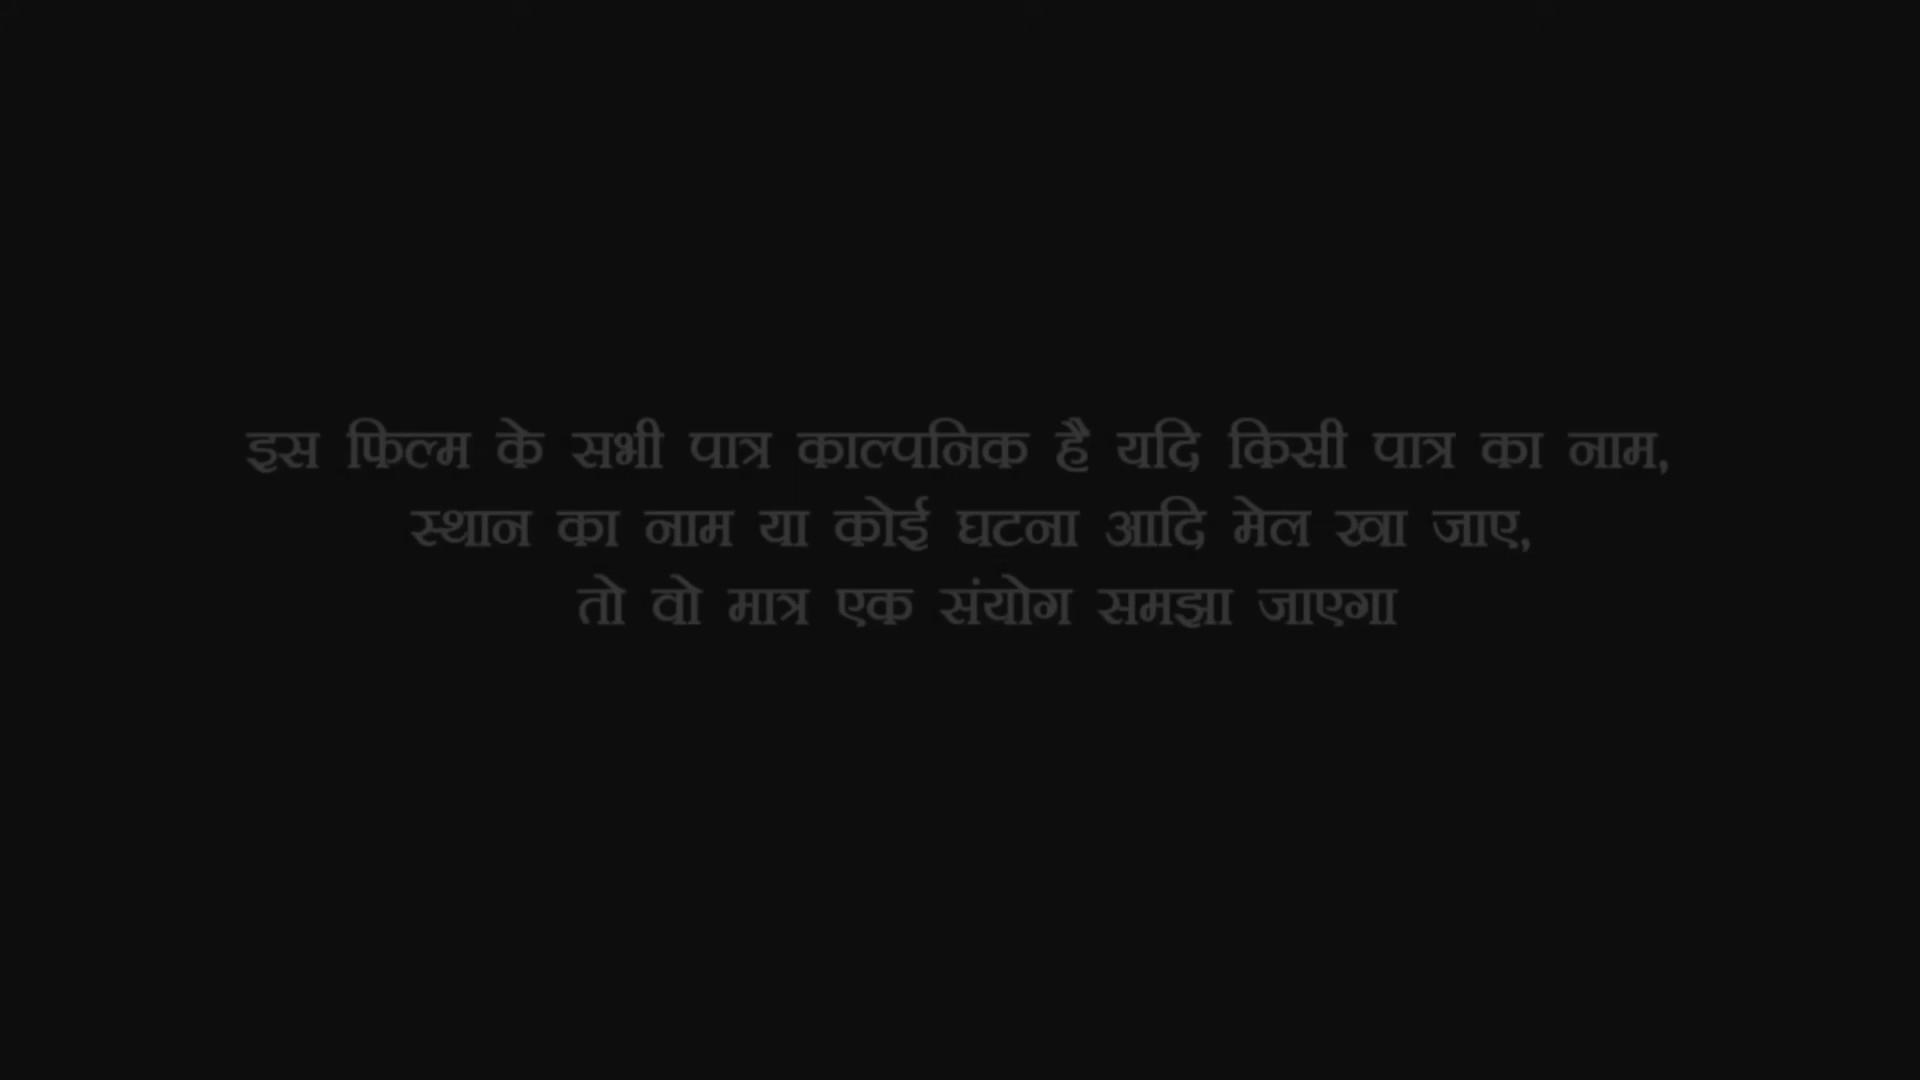 इस फिल्म के सभी पात्र काल्पनिक है यदि किसी पात्र का नाम,
स्थान का नाम या कोई घटना आदि मेल खा जाए,
तो वो मात्र एक संयोग समझा जाएगा